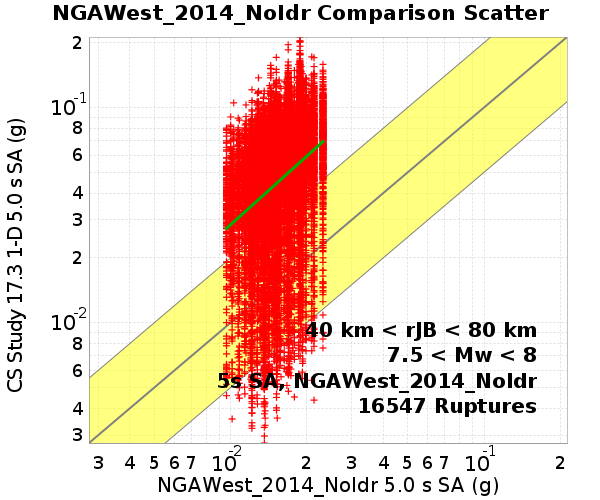 NGAWest_2014_NoIdr Comparison Scatter
CS Study 17.3 1-D 5.0 s SA (g)
2
10-1
8
6
4
3
2
10-2
8
6
4
3
40 km < rJB < 80 km
7.5 < Mw < 8
5s SA, NGAWest_2014_NoIdr
16547 Ruptures
3 4 5 6 7 10-2 2 3 4 5 6 7 10-1 2
NGAWest_2014_NoIdr 5.0 s SA (g)